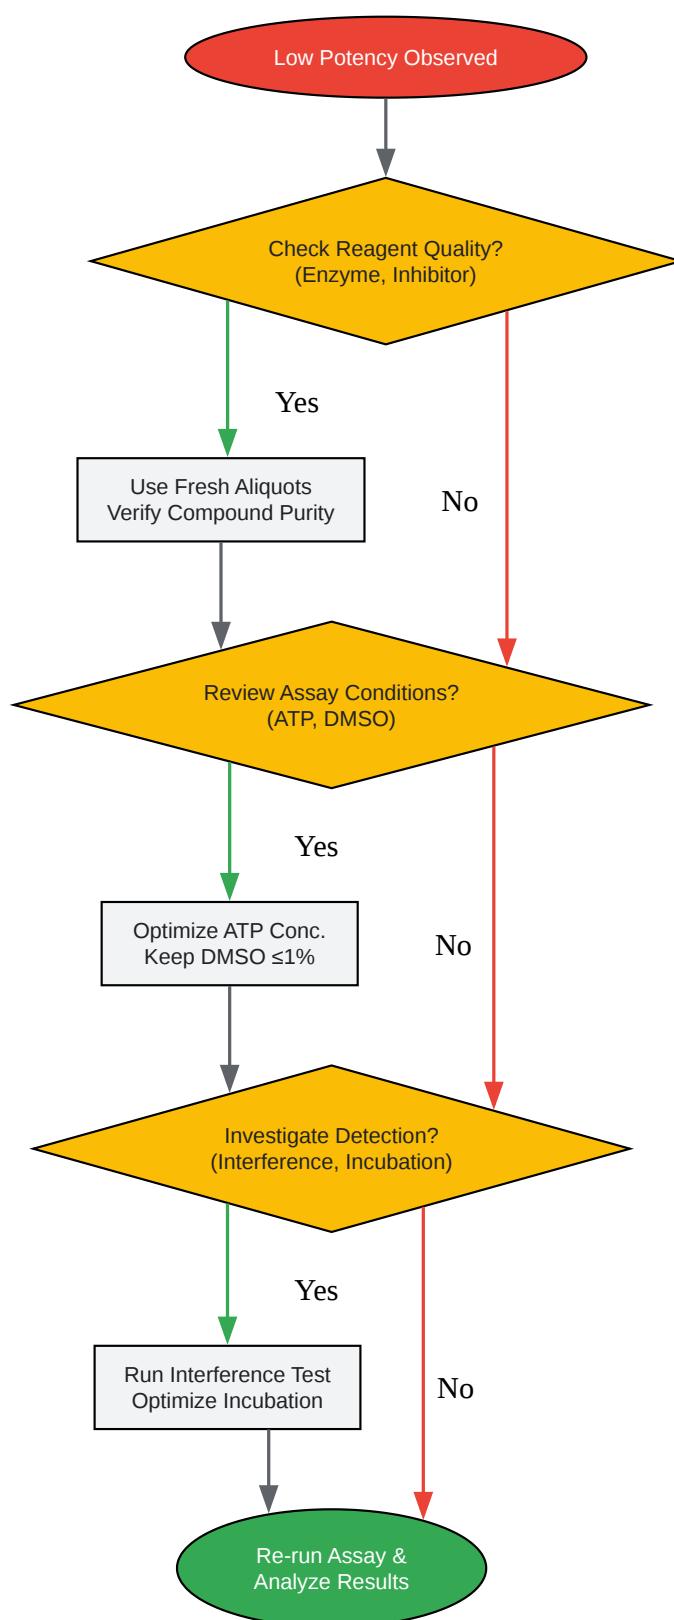 Low Potency Observed
Check Reagent Quality?
(Enzyme, Inhibitor)
Yes
Use Fresh Aliquots
Verify Compound Purity
No
Review Assay Conditions?
(ATP, DMSO)
Yes
Optimize ATP Conc.
Keep DMSO ≤1%
No
Investigate Detection?
(Interference, Incubation)
Yes
Run Interference Test
Optimize Incubation
No
Re-run Assay &
Analyze Results